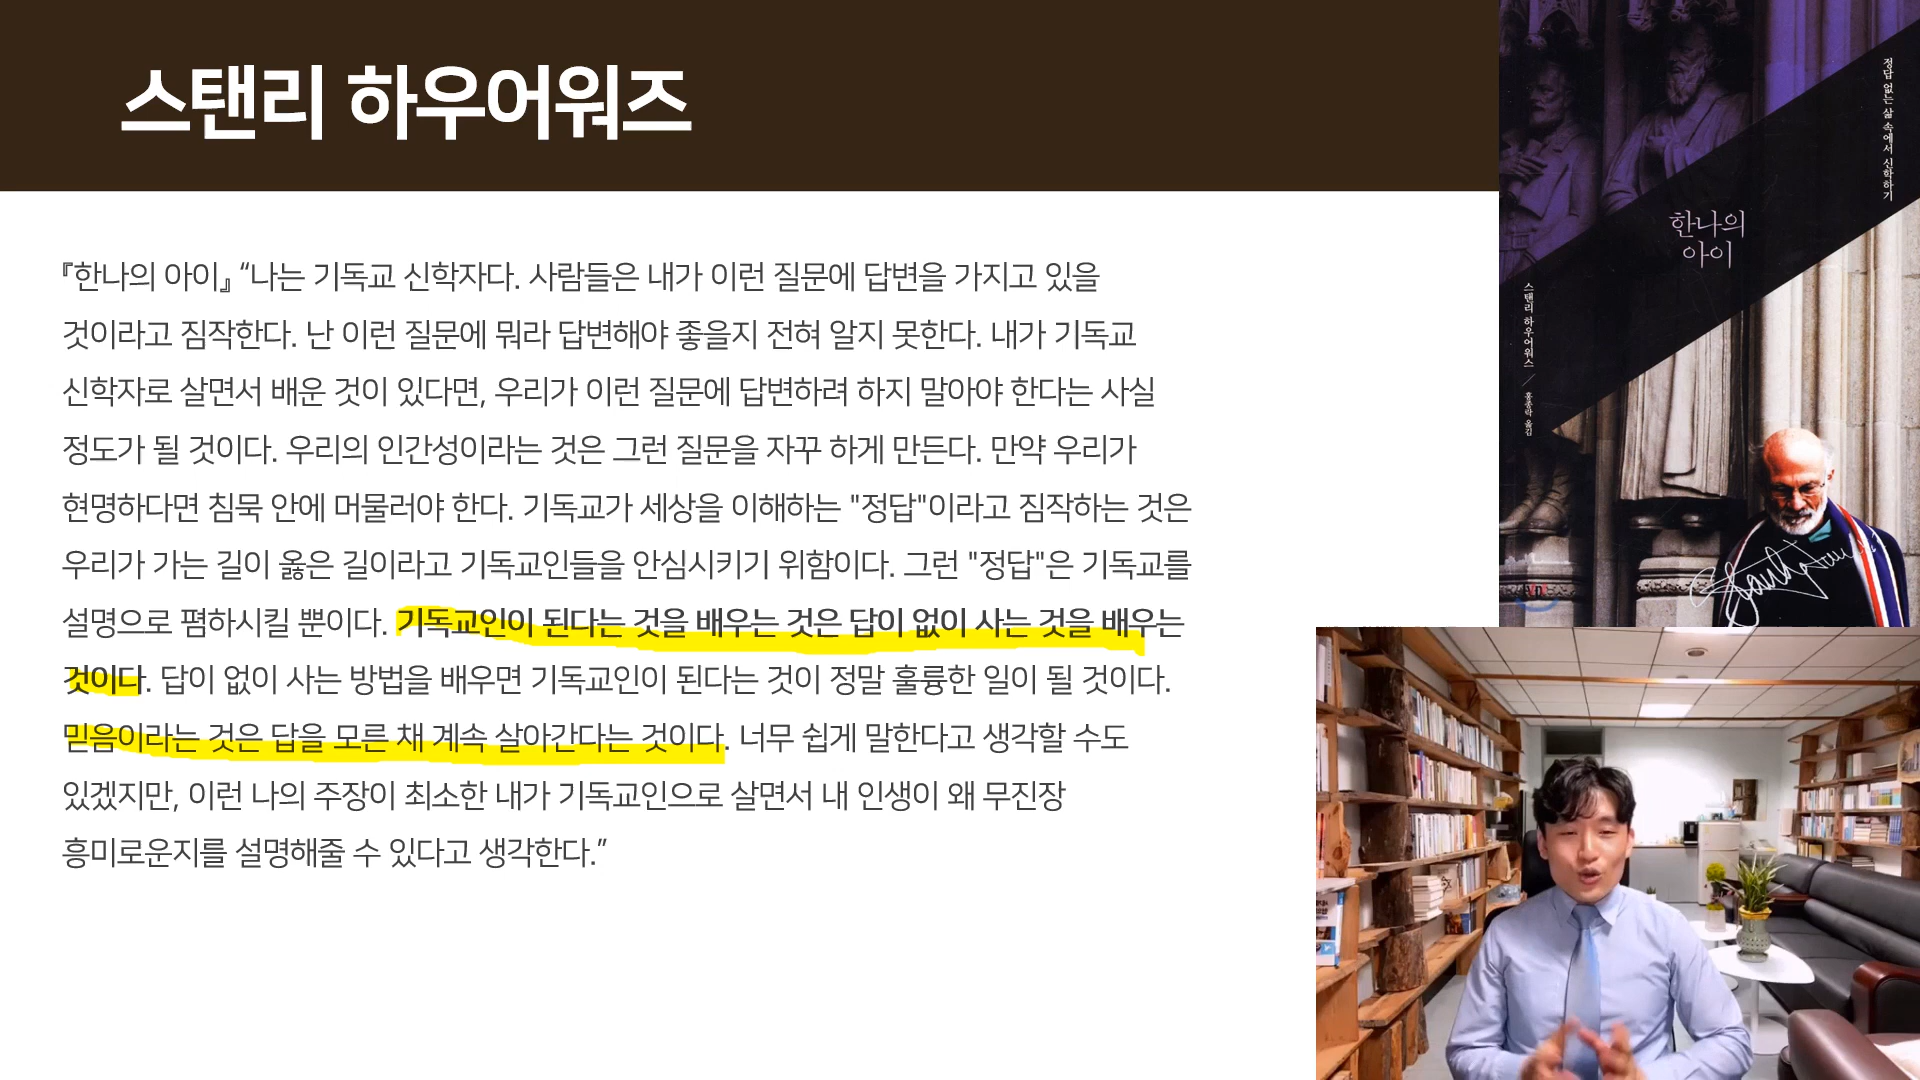 스탠리 하우어워즈
『한나의 아이』 “나는 기독교 신학자다. 사람들은 내가 이런 질문에 답변을 가지고 있을
것이라고 짐작한다. 난 이런 질문에 뭐라 답변해야 좋을지 전혀 알지 못한다. 내가 기독교
신학자로 살면서 배운 것이 있다면, 우리가 이런 질문에 답변하려 하지 말아야 한다는 사실
정도가 될 것이다. 우리의 인간성이라는 것은 그런 질문을 자꾸 하게 만든다. 만약 우리가
현명하다면 침묵 안에 머물러야 한다. 기독교가 세상을 이해하는 "정답"이라고 짐작하는 것은
우리가 가는 길이 옳은 길이라고 기독교인들을 안심시키기 위함이다. 그런 "정답"은 기독교를
설명으로 폄하시킬 뿐이다. 기독교인이 된다는 것을 배우는 것은 답이 없이 사는 것을 배우는
것이다. 답이 없이 사는 방법을 배우면 기독교인이 된다는 것이 정말 훌륭한 일이 될 것이다.
믿음이라는 것은 답을 모른 채 계속 살아간다는 것이다. 너무 쉽게 말한다고 생각할 수도
있겠지만, 이런 나의 주장이 최소한 내가 기독교인으로 살면서 내 인생이 왜 무진장
흥미로운지를 설명해줄 수 있다고 생각한다.”
정답 없는 삶 속에서 신학하기
한나의
아이
스탠리 하우어워스 / 홍종락 옮김